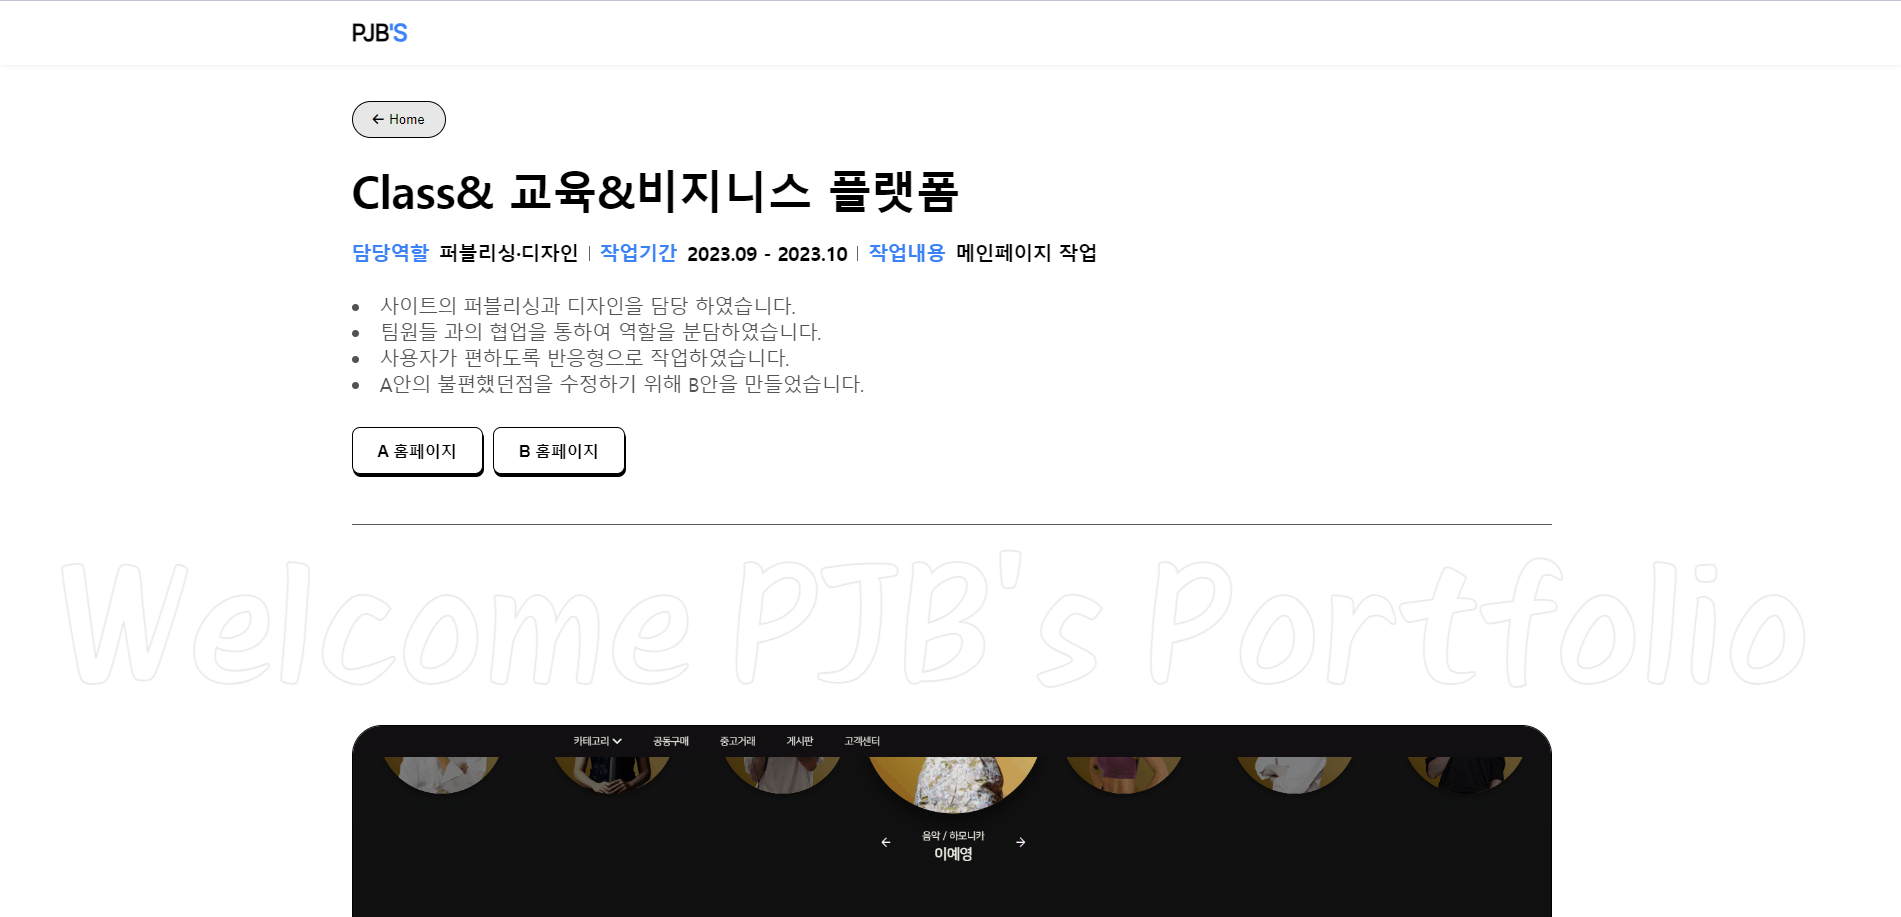 PJB'S
← Home
Class& 교육&비지니스 플랫폼
담당역할 퍼블리싱·디자인 | 작업기간 2023.09 - 2023.10 | 작업내용 메인페이지 작업
• 사이트의 퍼블리싱과 디자인을 담당 하였습니다.
• 팀원들 과의 협업을 통하여 역할을 분담하였습니다.
• 사용자가 편하도록 반응형으로 작업하였습니다.
• A안의 불편했던점을 수정하기 위해 B안을 만들었습니다.
A 홈페이지 B 홈페이지
Welcome PJB's Portfolio
카테고리 공동구매 중고거래 게시판 고객센터
음악 / 하모니카
← 이예영 →